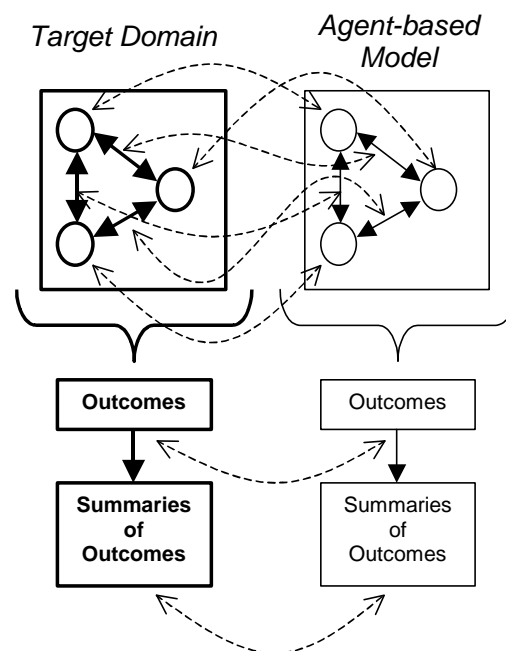 Target Domain
Agent-based
Model
Outcomes
Outcomes
Summaries
of
Outcomes
Summaries
of
Outcomes